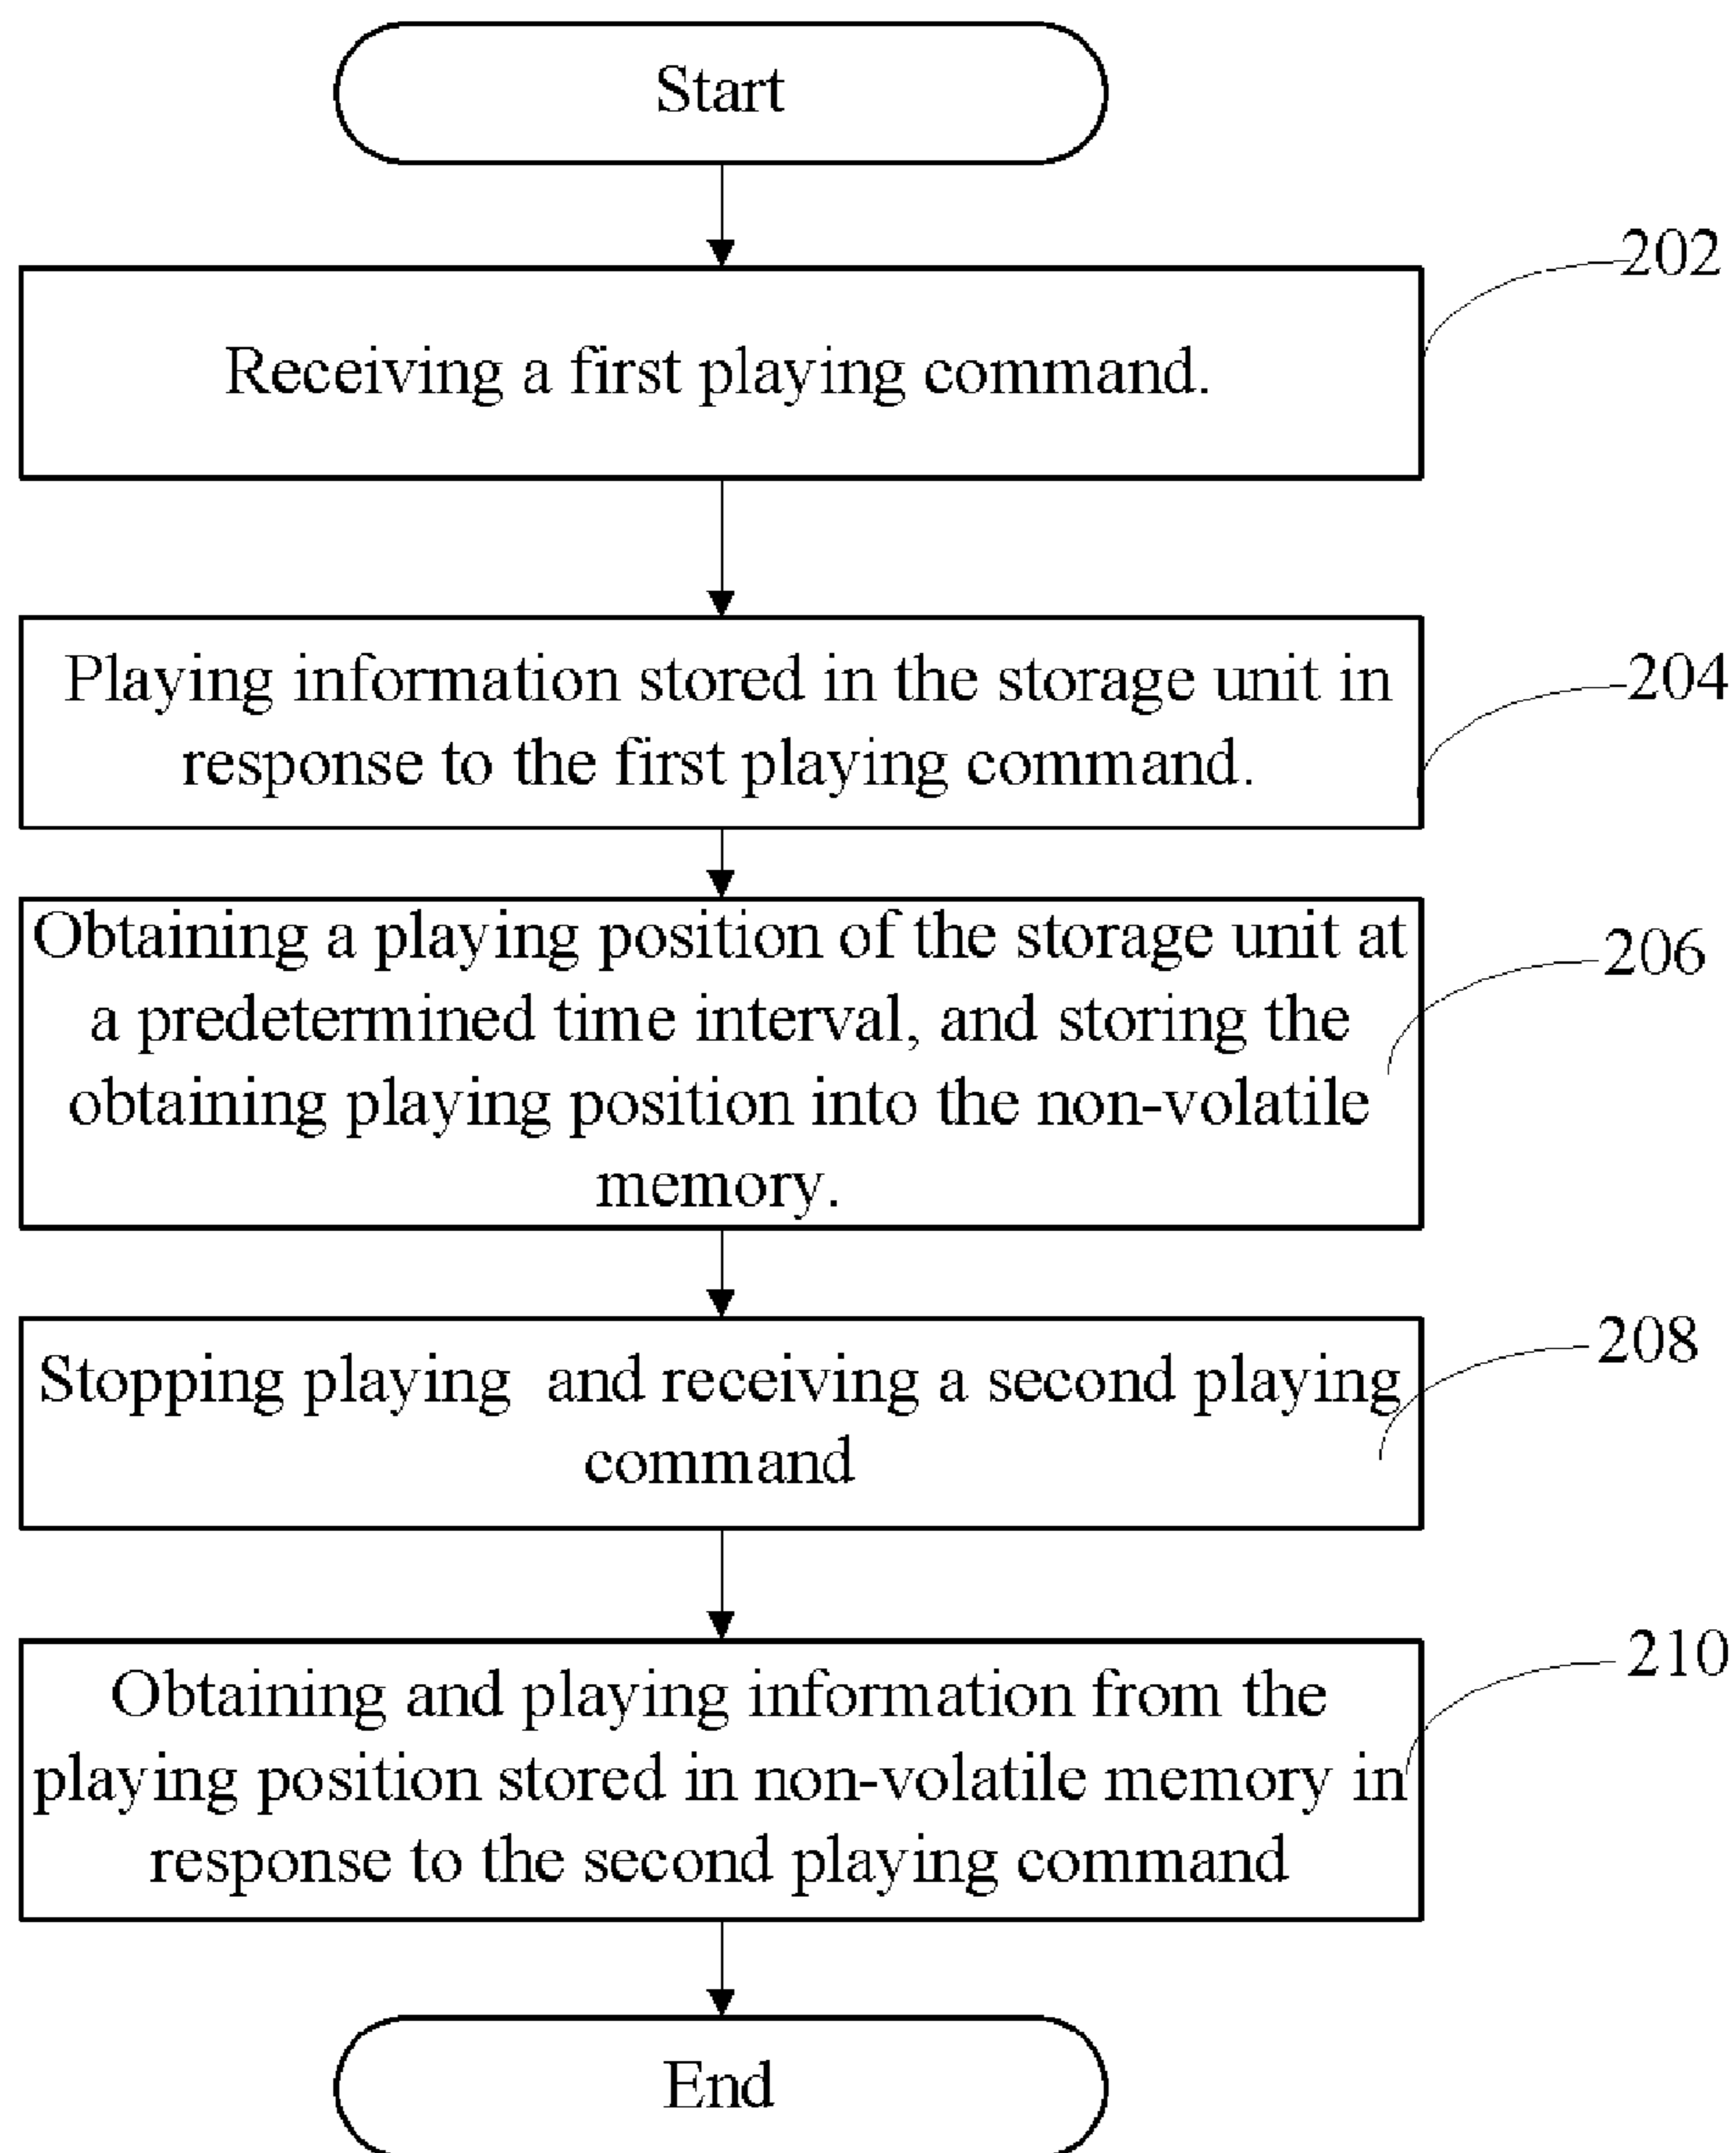 Start
202
Receiving a first playing command.
204
Playing information stored in the storage unit in
response to the first playing command.
206
Obtaining a playing position of the storage unit at
a predetermined time interval, and storing the
obtaining playing position into the non-volatile
memory.
208
Stopping playing and receiving a second playing
command
210
Obtaining and playing information from the
playing position stored in non-volatile memory in
response to the second playing command
End